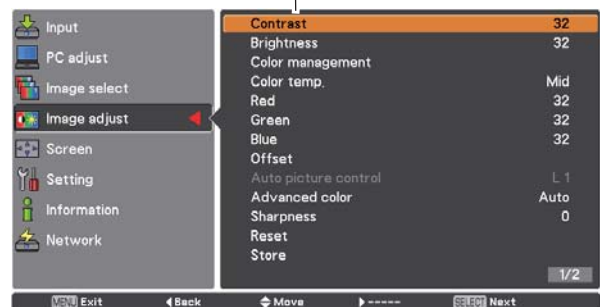 Input
PC adjust
Image select
Image adjust
Screen
Setting
Information
Network
Contrast 32
Brightness 32
Color management
Color temp. Mid
Red 32
Green 32
Blue 32
Offset
Auto picture control L 1
Advanced color Auto
Sharpness 0
Reset
Store
1/2
MENU Exit Back Move ----- SELECT Next